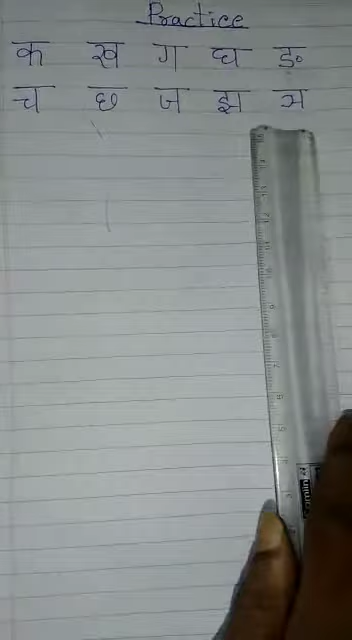 Practice
क ख ग घ ङ
च छ ज झ ञ